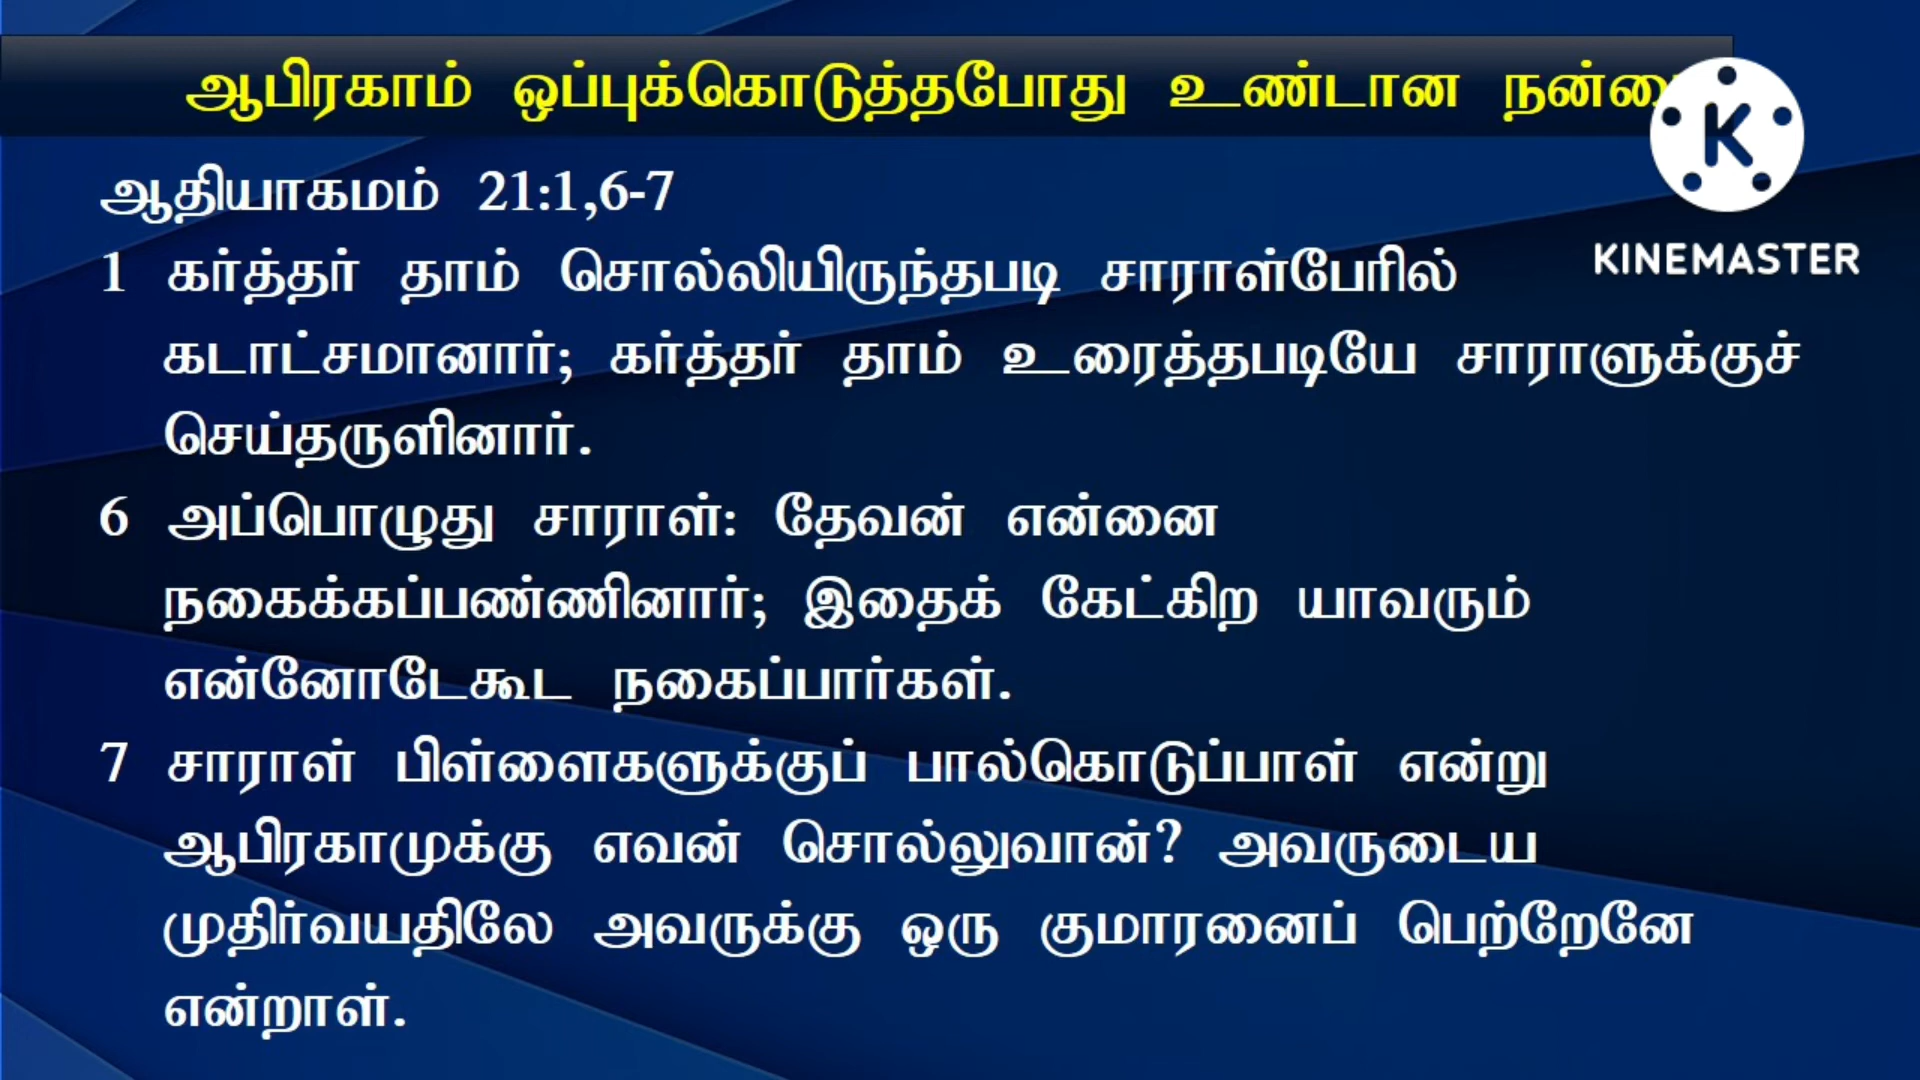 ஆபிரகாம் ஒப்புக்கொடுத்தபோது உண்டான
ஆதியாகமம் 21:1,6-7
1 கர்த்தர் தாம் சொல்லியிருந்தபடி சாராள்பேரில்
கடாட்சமானார்; கர்த்தர் தாம் உரைத்தபடியே சாராளுக்குச்
செய்தருளினார்.
6 அப்பொழுது சாராள்: தேவன் என்னை
நகைக்கப்பண்ணினார்; இதைக் கேட்கிற யாவரும்
என்னோடேகூட நகைப்பார்கள்.
7 சாராள் பிள்ளைகளுக்குப் பால்கொடுப்பாள் என்று
ஆபிரகாமுக்கு எவன் சொல்லுவான்? அவருடைய
முதிர்வயதிலே அவருக்கு ஒரு குமாரனைப் பெற்றேனே
என்றாள்.
K
KINEMASTER